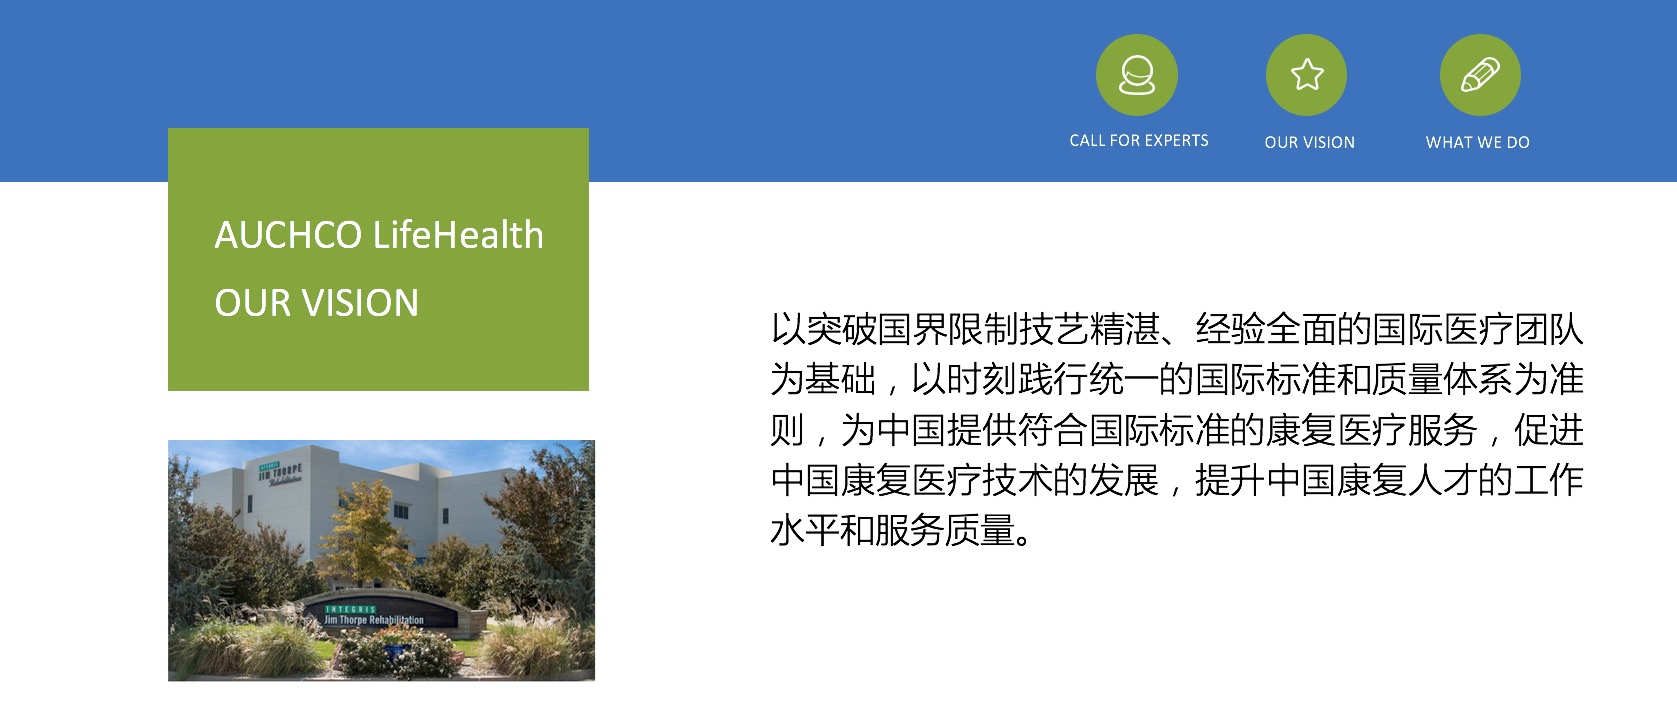 CALL FOR EXPERTS
OUR VISION
WHAT WE DO
AUCHCO LifeHealth
OUR VISION
以突破国界限制技艺精湛、经验全面的国际医疗团队
为基础，以时刻践行统一的国际标准和质量体系为准
则，为中国提供符合国际标准的康复医疗服务，促进
中国康复医疗技术的发展，提升中国康复人才的工作
水平和服务质量。
INTEGRIS
JIM THORPE
Rehabilitation
INTEGRIS
Jim Thorpe Rehabilitation